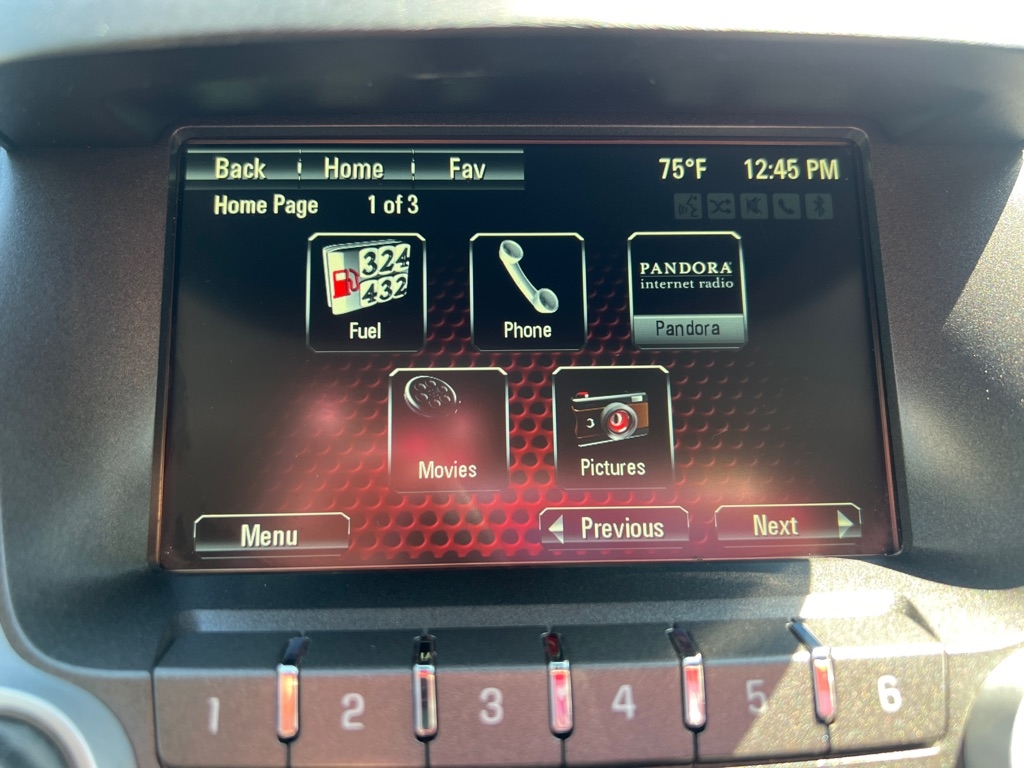 Back Home Fav 75°F 12:45 PM
Home Page 1 of 3
324
432
Fuel
Phone
PANDORA®
internet radio
Pandora
Movies
Pictures
Menu Previous Next
1 2 3 4 5 6